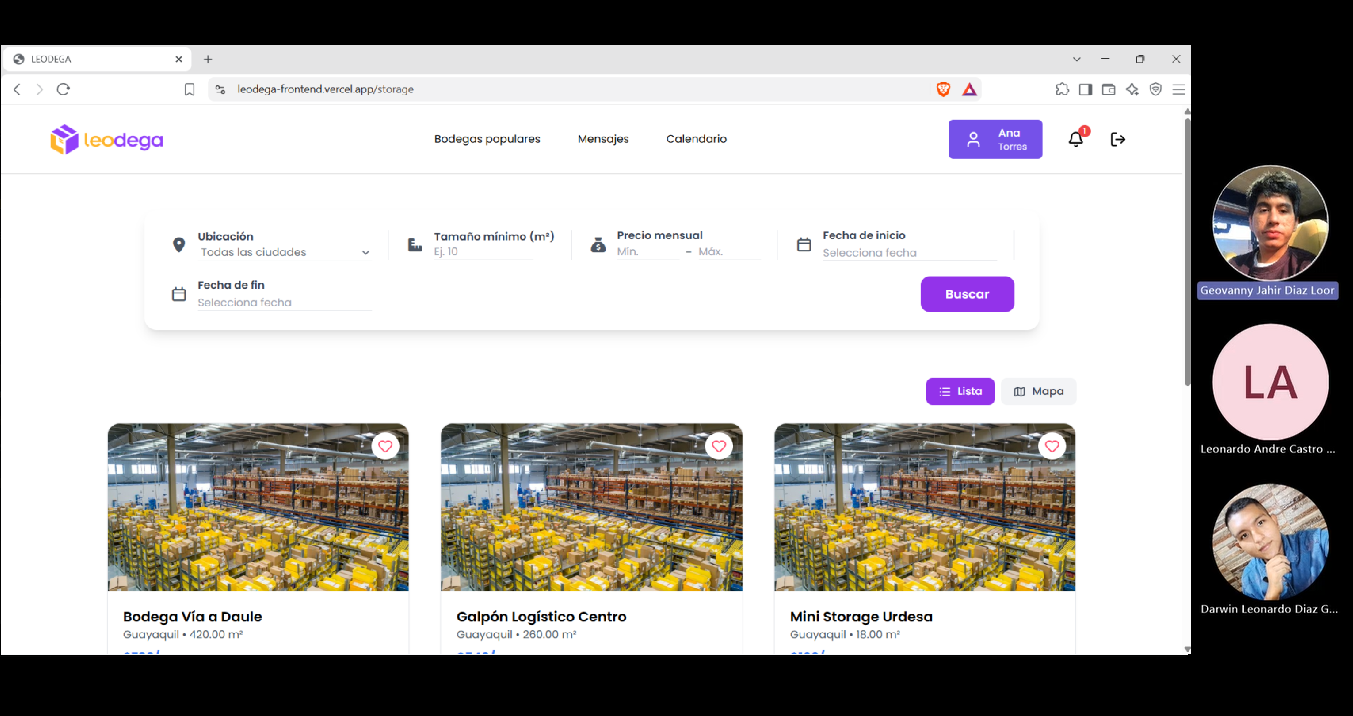 LEODEGA
leodega-frontend.vercel.app/storage
leodega
Bodegas populares
Mensajes
Calendario
Ana
Torres
1
Ubicación
Todas las ciudades
Tamaño mínimo (m²)
Ej. 10
Precio mensual
Mín. - Máx.
Fecha de inicio
Selecciona fecha
Fecha de fin
Selecciona fecha
Buscar
Lista
Mapa
Bodega Vía a Daule
Guayaquil • 420.00 m²
Galpón Logístico Centro
Guayaquil • 260.00 m²
Mini Storage Urdesa
Guayaquil • 18.00 m²
Geovanny Jahir Diaz Loor
LA
Leonardo Andre Castro ...
Darwin Leonardo Diaz G...